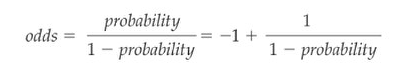 odds = probability / 1 − probability = −1 + 1 / 1 − probability